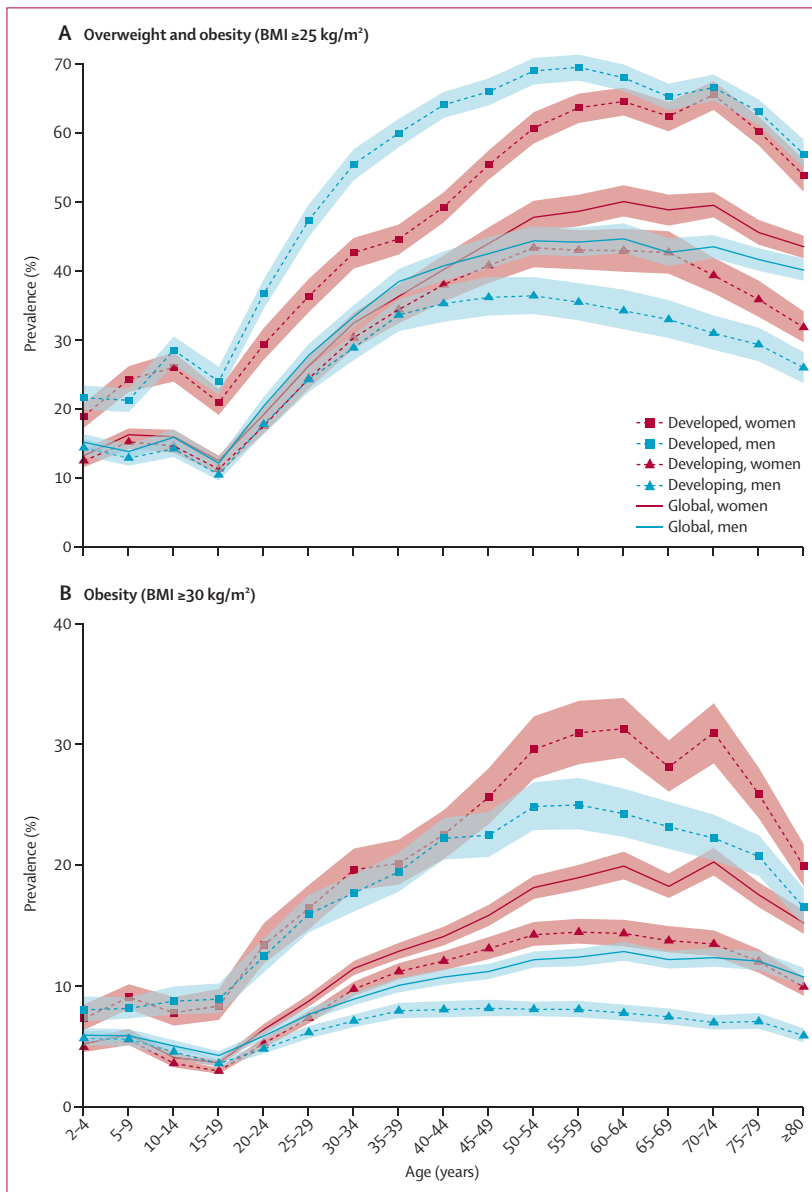 A Overweight and obesity (BMI ≥25 kg/m²)
70
60
50
40
30
20
10
0
Prevalence (%)
Developed, women
Developed, men
Developing, women
Developing, men
Global, women
Global, men
B Obesity (BMI ≥30 kg/m²)
40
30
20
10
0
Prevalence (%)
2–4
5–9
10–14
15–19
20–24
25–29
30–34
35–39
40–44
45–49
50–54
55–59
60–64
65–69
70–74
75–79
≥80
Age (years)